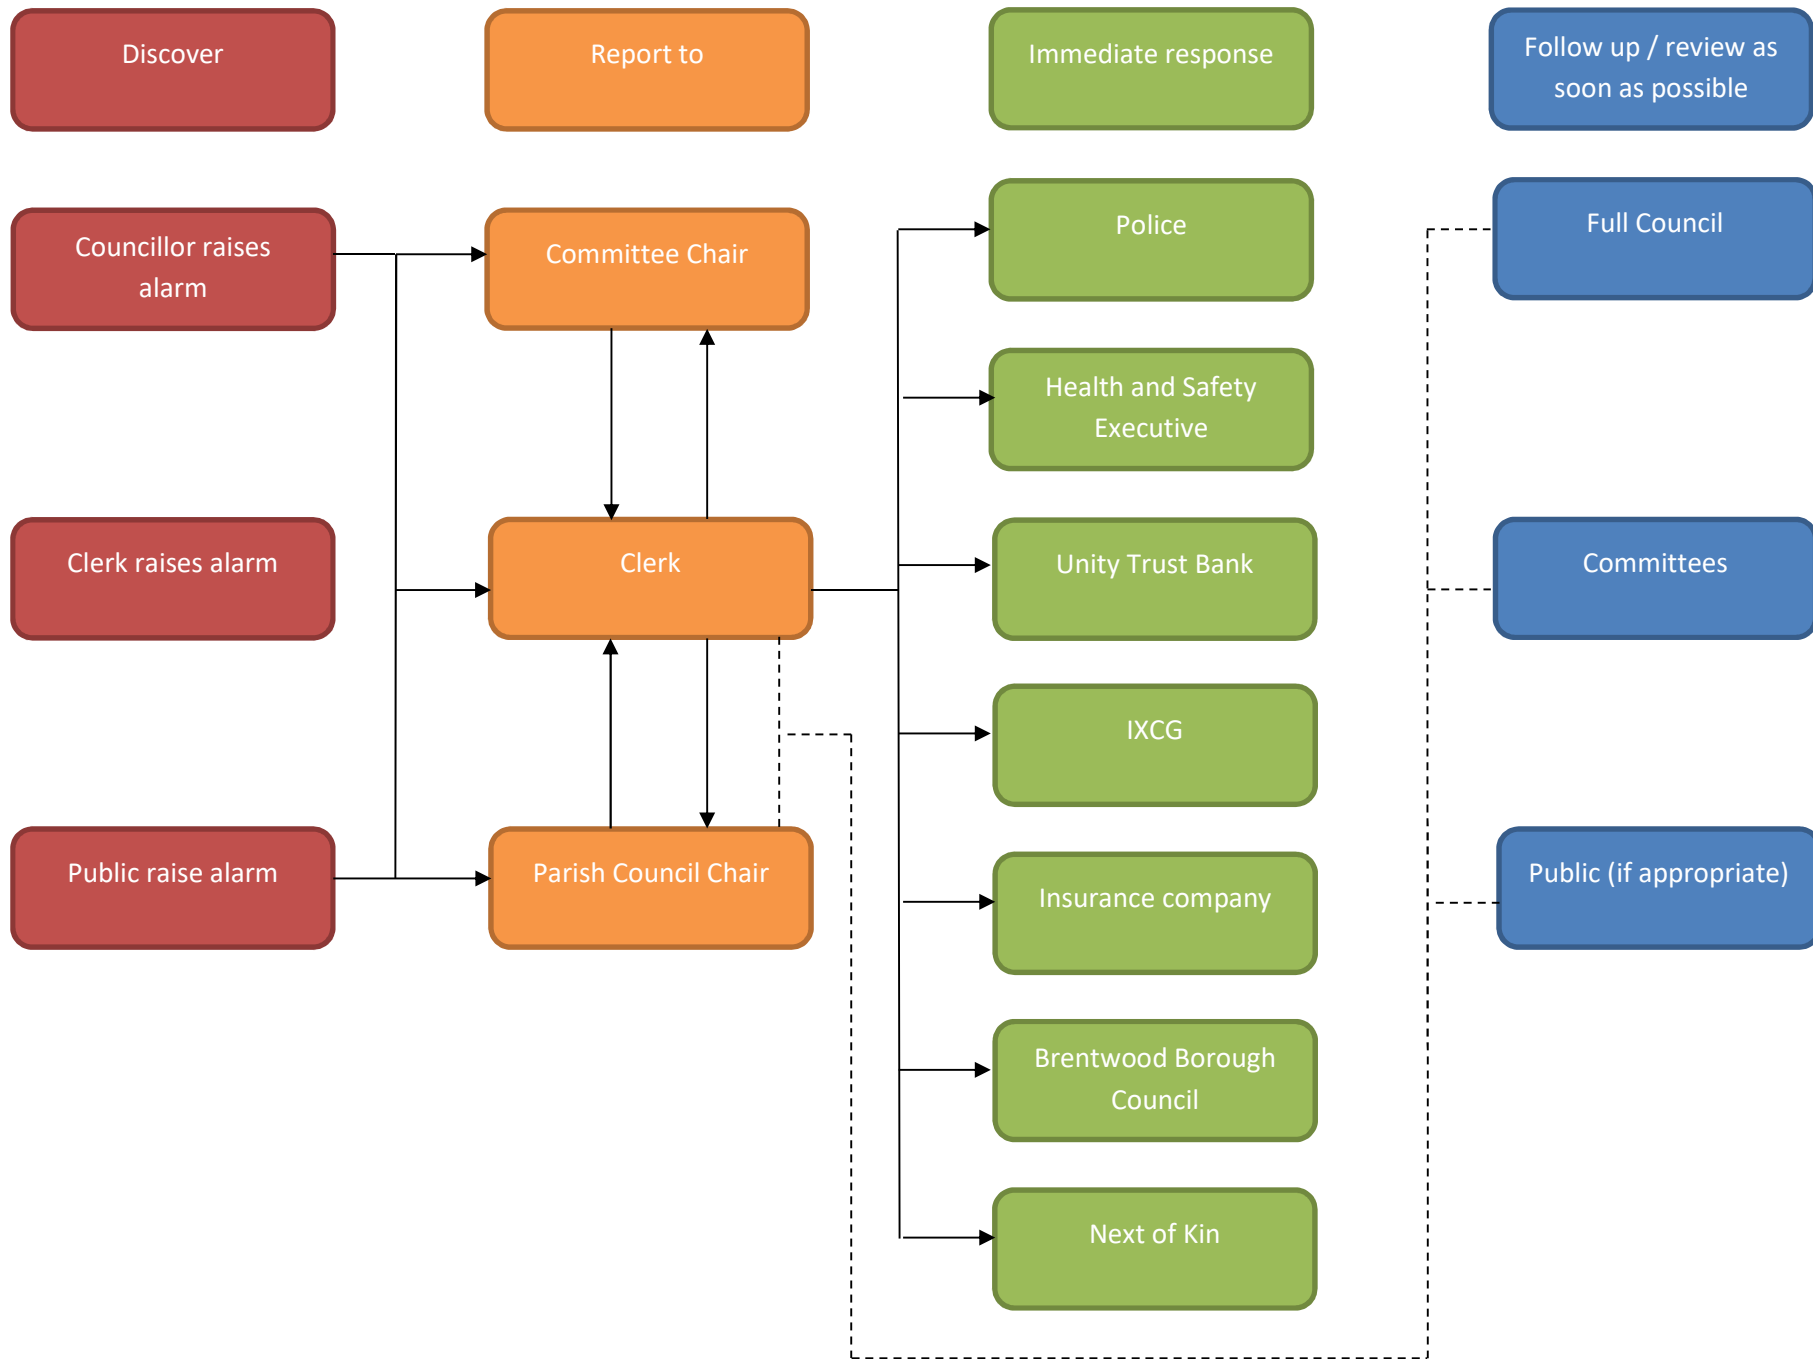 Discover
Report to
Immediate response
Follow up / review as
soon as possible
Councillor raises
alarm
Committee Chair
Police
Full Council
Health and Safety
Executive
Clerk raises alarm
Clerk
Unity Trust Bank
Committees
IXCG
Public raise alarm
Parish Council Chair
Insurance company
Public (if appropriate)
Brentwood Borough
Council
Next of Kin